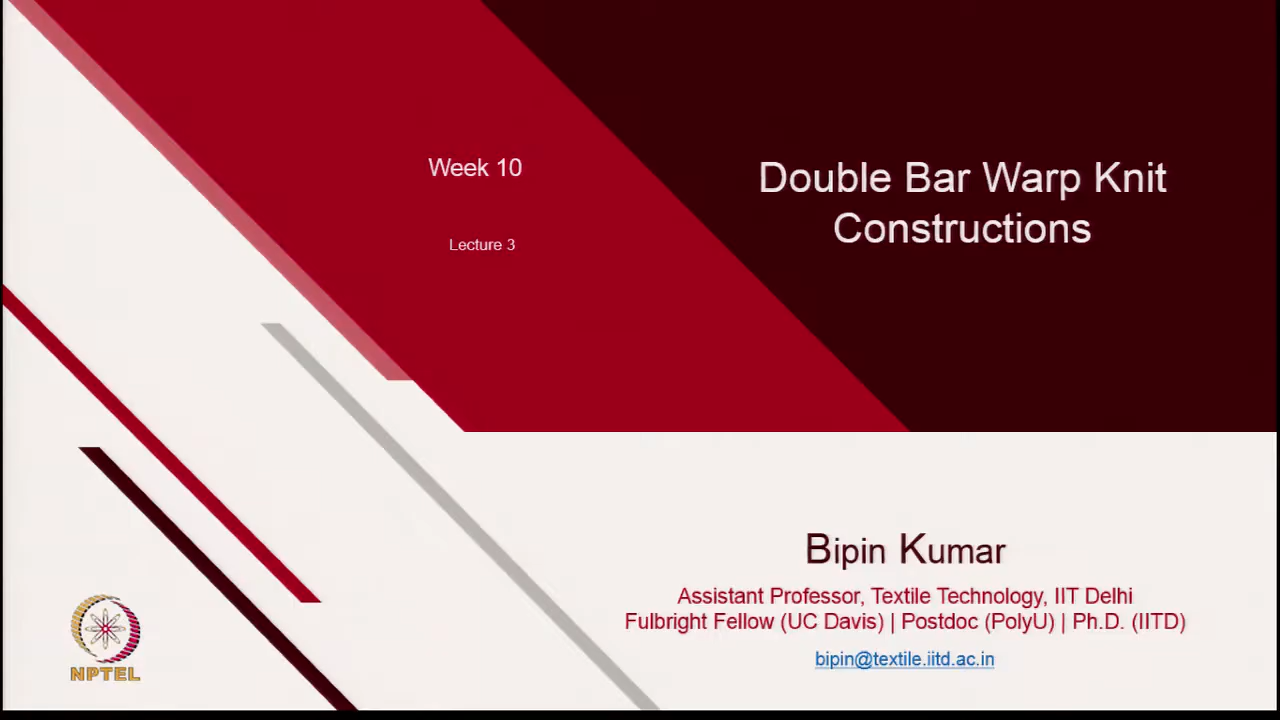 Week 10
Lecture 3
Double Bar Warp Knit
Constructions
Bipin Kumar
Assistant Professor, Textile Technology, IIT Delhi
Fulbright Fellow (UC Davis) | Postdoc (PolyU) | Ph.D. (IITD)
bipin@textile.iitd.ac.in
NPTEL